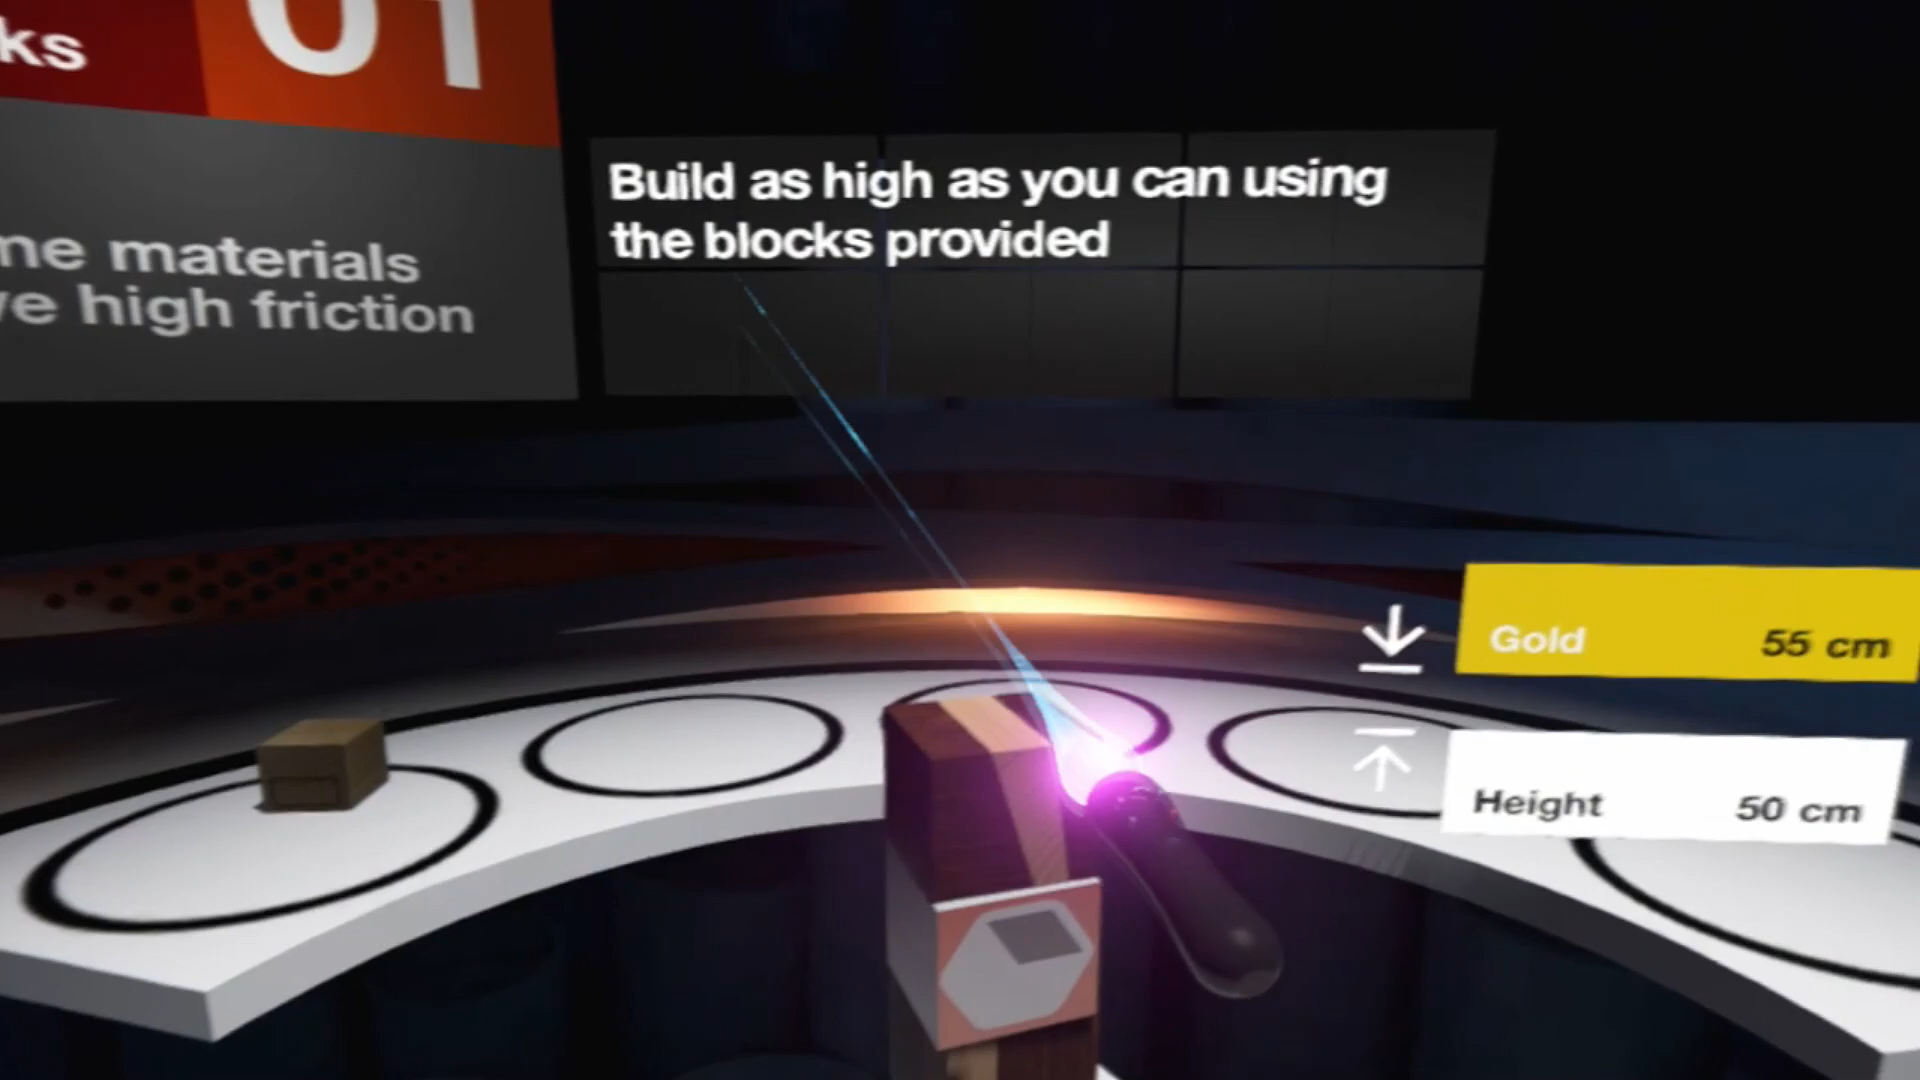 ks
01
ne materials
ve high friction
Build as high as you can using
the blocks provided
Gold 55 cm
Height 50 cm